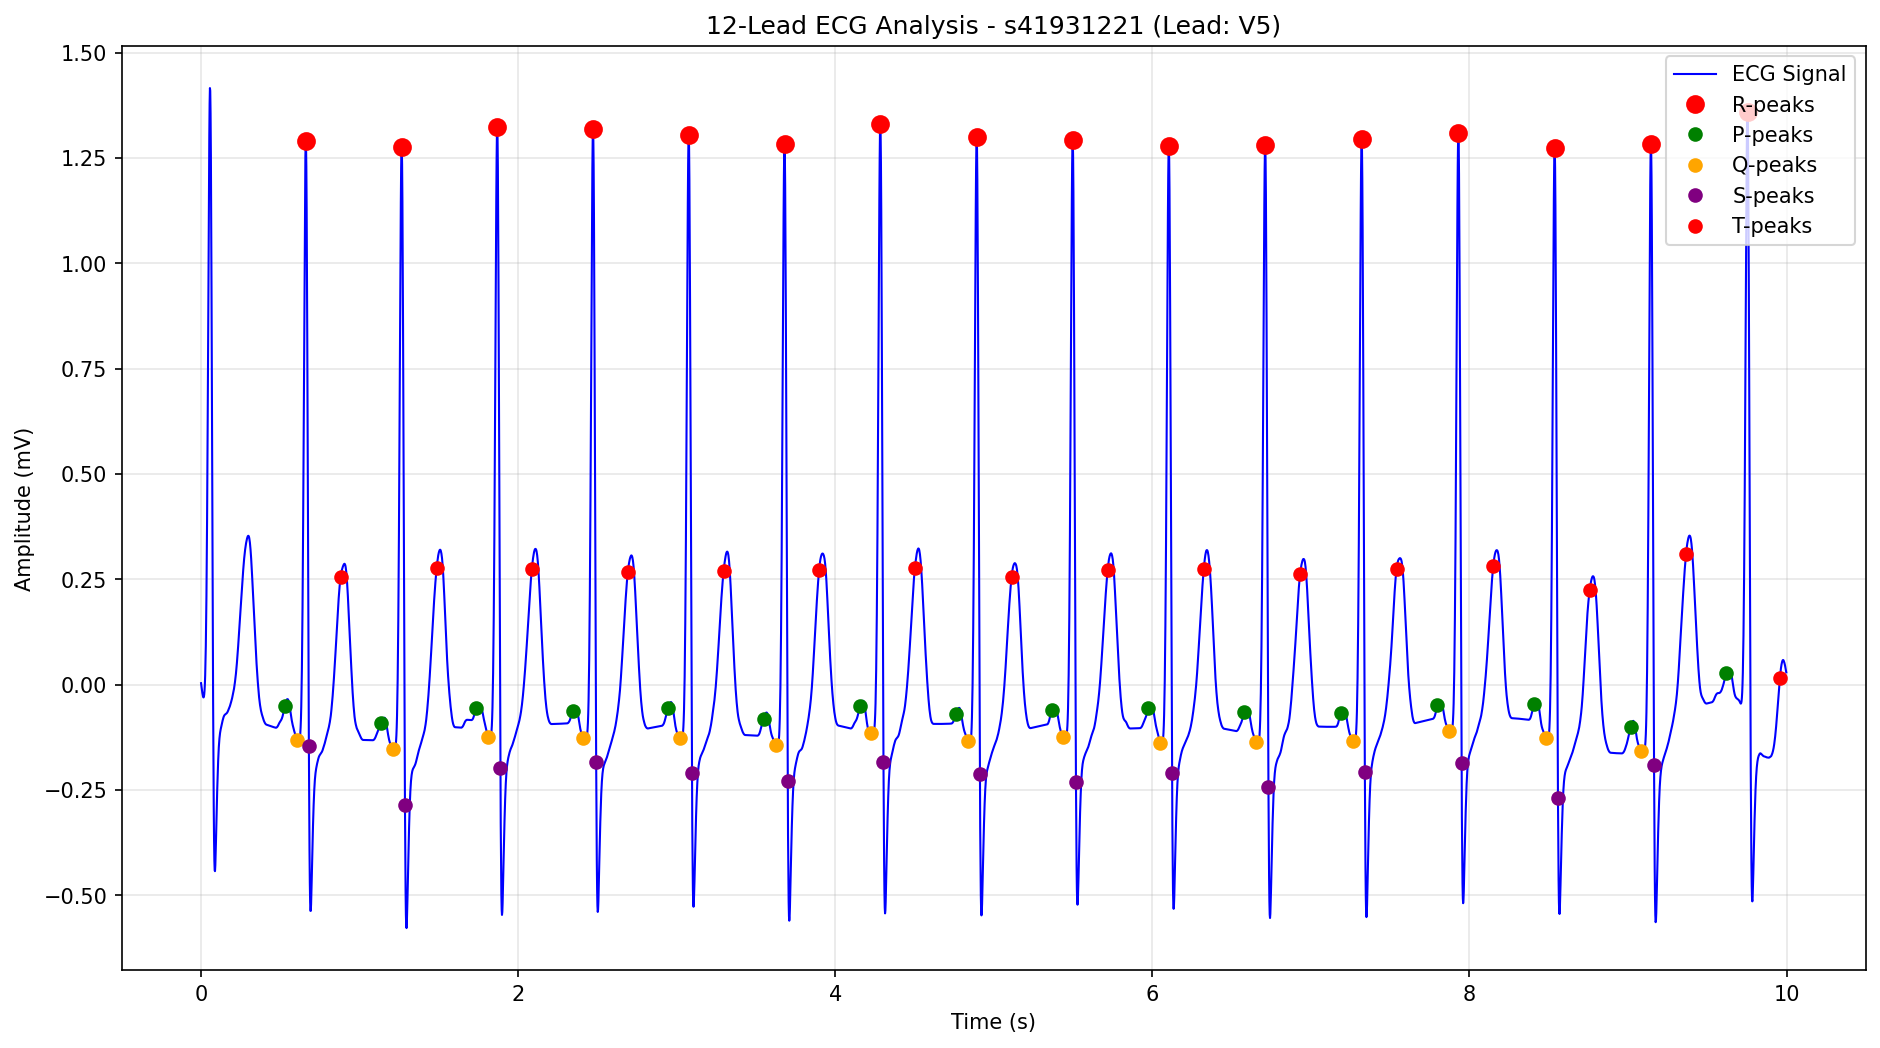 12-Lead ECG Analysis - s41931221 (Lead: V5)
ECG Signal
R-peaks
P-peaks
Q-peaks
S-peaks
T-peaks
Amplitude (mV)
1.50
1.25
1.00
0.75
0.50
0.25
0.00
−0.25
−0.50
0 2 4 6 8 10
Time (s)